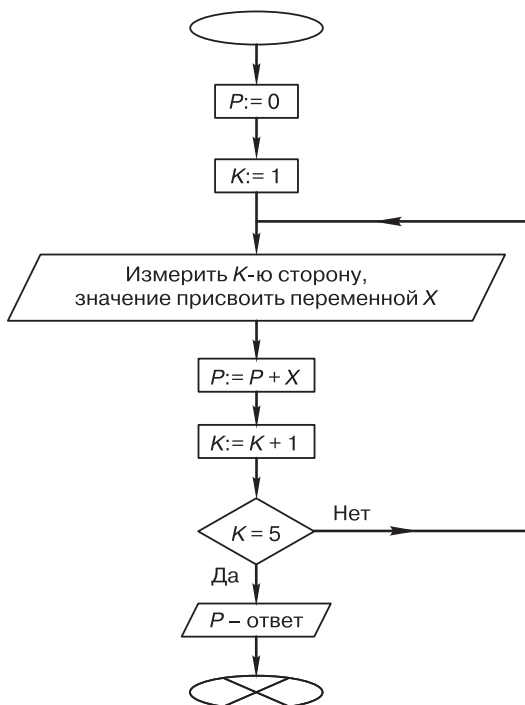 P:= 0
K:= 1
Измерить K-ю сторону,
значение присвоить переменной X
P:= P + X
K:= K + 1
K = 5
Нет
Да
P – ответ